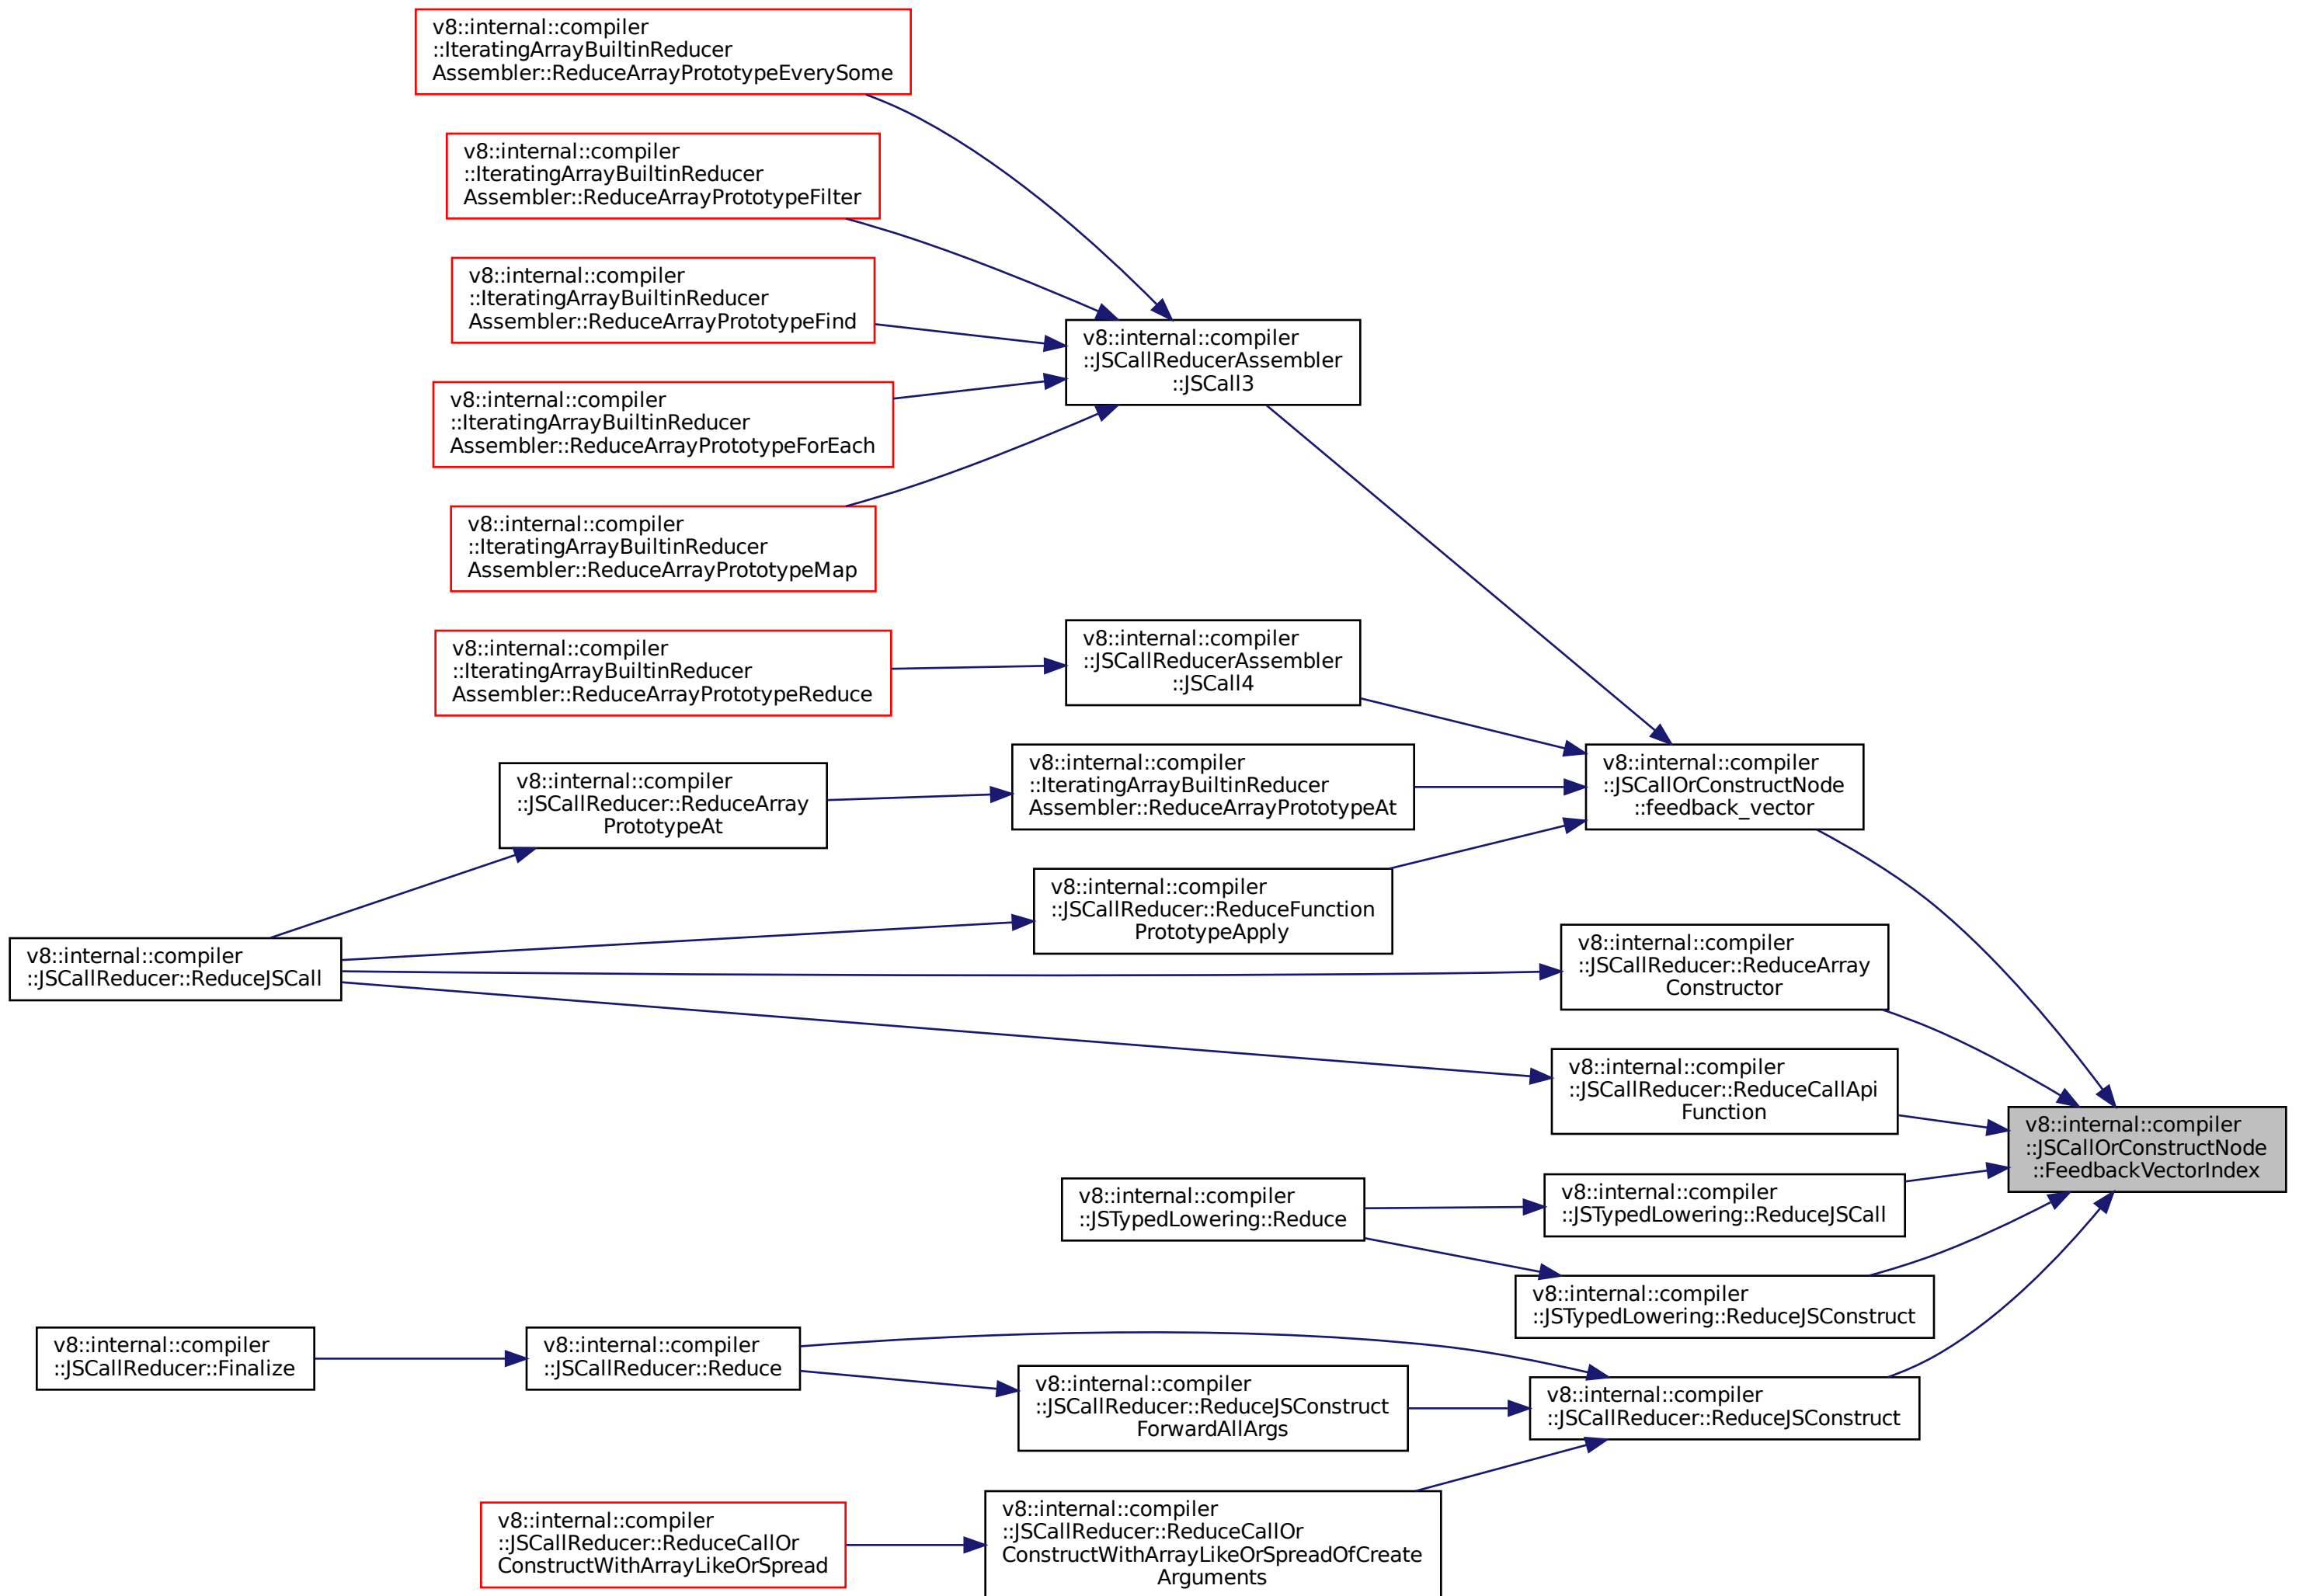 v8::internal::compiler
::IteratingArrayBuiltinReducer
Assembler::ReduceArrayPrototypeEverySome
v8::internal::compiler
::IteratingArrayBuiltinReducer
Assembler::ReduceArrayPrototypeFilter
v8::internal::compiler
::IteratingArrayBuiltinReducer
Assembler::ReduceArrayPrototypeFind
v8::internal::compiler
::JSCallReducerAssembler
::JSCall3
v8::internal::compiler
::IteratingArrayBuiltinReducer
Assembler::ReduceArrayPrototypeForEach
v8::internal::compiler
::IteratingArrayBuiltinReducer
Assembler::ReduceArrayPrototypeMap
v8::internal::compiler
::IteratingArrayBuiltinReducer
Assembler::ReduceArrayPrototypeReduce
v8::internal::compiler
::JSCallReducerAssembler
::JSCall4
v8::internal::compiler
::JSCallReducer::ReduceArray
PrototypeAt
v8::internal::compiler
::IteratingArrayBuiltinReducer
Assembler::ReduceArrayPrototypeAt
v8::internal::compiler
::JSCallOrConstructNode
::feedback_vector
v8::internal::compiler
::JSCallReducer::ReduceJSCall
v8::internal::compiler
::JSCallReducer::ReduceFunction
PrototypeApply
v8::internal::compiler
::JSCallReducer::ReduceArray
Constructor
v8::internal::compiler
::JSCallReducer::ReduceCallApi
Function
v8::internal::compiler
::JSCallOrConstructNode
::FeedbackVectorIndex
v8::internal::compiler
::JSTypedLowering::Reduce
v8::internal::compiler
::JSTypedLowering::ReduceJSCall
v8::internal::compiler
::JSTypedLowering::ReduceJSConstruct
v8::internal::compiler
::JSCallReducer::Finalize
v8::internal::compiler
::JSCallReducer::Reduce
v8::internal::compiler
::JSCallReducer::ReduceJSConstruct
ForwardAllArgs
v8::internal::compiler
::JSCallReducer::ReduceJSConstruct
v8::internal::compiler
::JSCallReducer::ReduceCallOr
ConstructWithArrayLikeOrSpread
v8::internal::compiler
::JSCallReducer::ReduceCallOr
ConstructWithArrayLikeOrSpreadOfCreate
Arguments